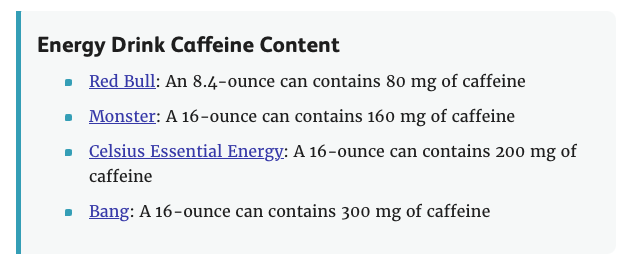 Energy Drink Caffeine Content
Red Bull: An 8.4-ounce can contains 80 mg of caffeine
Monster: A 16-ounce can contains 160 mg of caffeine
Celsius Essential Energy: A 16-ounce can contains 200 mg of
caffeine
Bang: A 16-ounce can contains 300 mg of caffeine